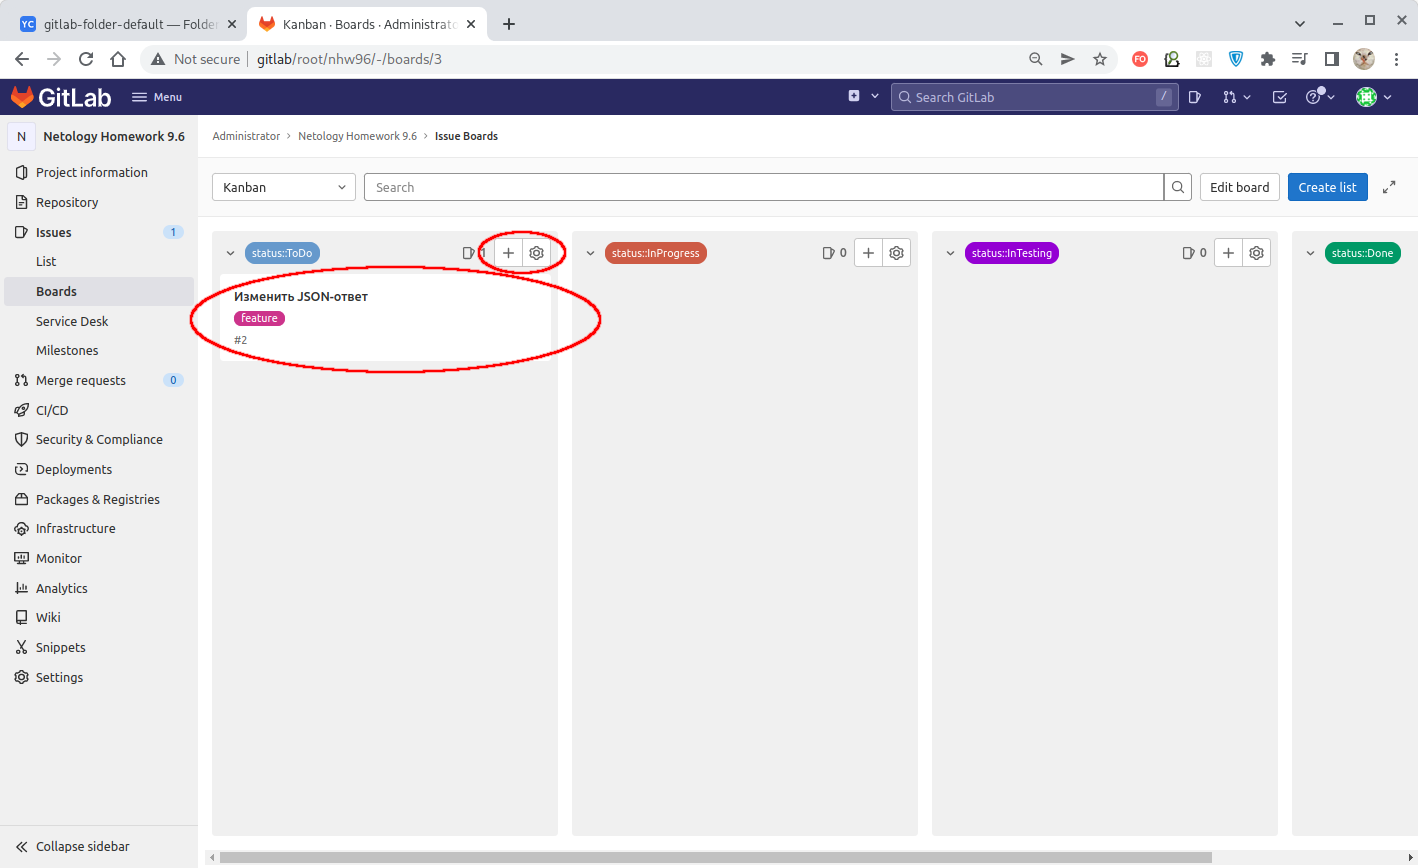 YC gitlab-folder-default — Folder
Kanban · Boards · Administrato
Not secure gitlab/root/nhw96/-/boards/3
FO
GitLab Menu Search GitLab /
N Netology Homework 9.6
Administrator › Netology Homework 9.6 › Issue Boards
Project information
Repository
Issues 1
List
Boards
Service Desk
Milestones
Merge requests 0
CI/CD
Security & Compliance
Deployments
Packages & Registries
Infrastructure
Monitor
Analytics
Wiki
Snippets
Settings
Collapse sidebar
Kanban Search Edit board Create list
status::ToDo 1
Изменить JSON-ответ
feature
#2
status::InProgress 0
status::InTesting 0
status::Done